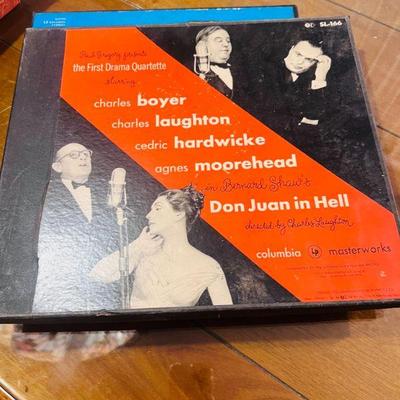 SL-166
Paul Gregory presents
the First Drama Quartette
starring
charles boyer
charles laughton
cedric hardwicke
agnes moorehead
in Bernard Shaw's
Don Juan in Hell
directed by Charles Laughton
columbia
masterworks